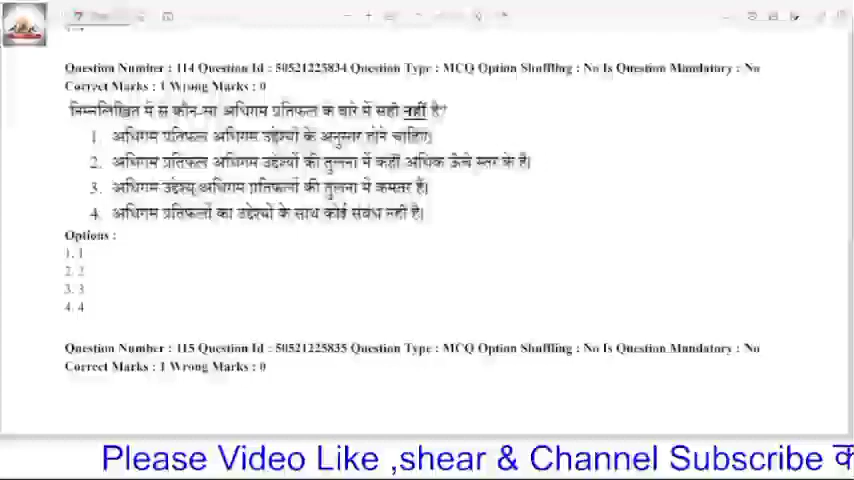 Question Number : 114 Question Id : 50521225834 Question Type : MCQ Option Shuffling : No Is Question Mandatory : No
Correct Marks : 1 Wrong Marks : 0
निम्नलिखित में से कौन-सा अधिगम प्रतिफल के बारे में सही नहीं है?
1. अधिगम प्रतिफल अधिगम उद्देश्यों के अनुसार होने चाहिए।
2. अधिगम प्रतिफल अधिगम उद्देश्यों की तुलना में कहीं अधिक ऊँचे स्तर के हैं।
3. अधिगम उद्देश्य अधिगम प्रतिफलों की तुलना में कमतर हैं।
4. अधिगम प्रतिफलों का उद्देश्यों के साथ कोई संबंध नहीं है।
Options :
1. 1
2. 2
3. 3
4. 4
Question Number : 115 Question Id : 50521225835 Question Type : MCQ Option Shuffling : No Is Question Mandatory : No
Correct Marks : 1 Wrong Marks : 0
Please Video Like ,shear & Channel Subscribe